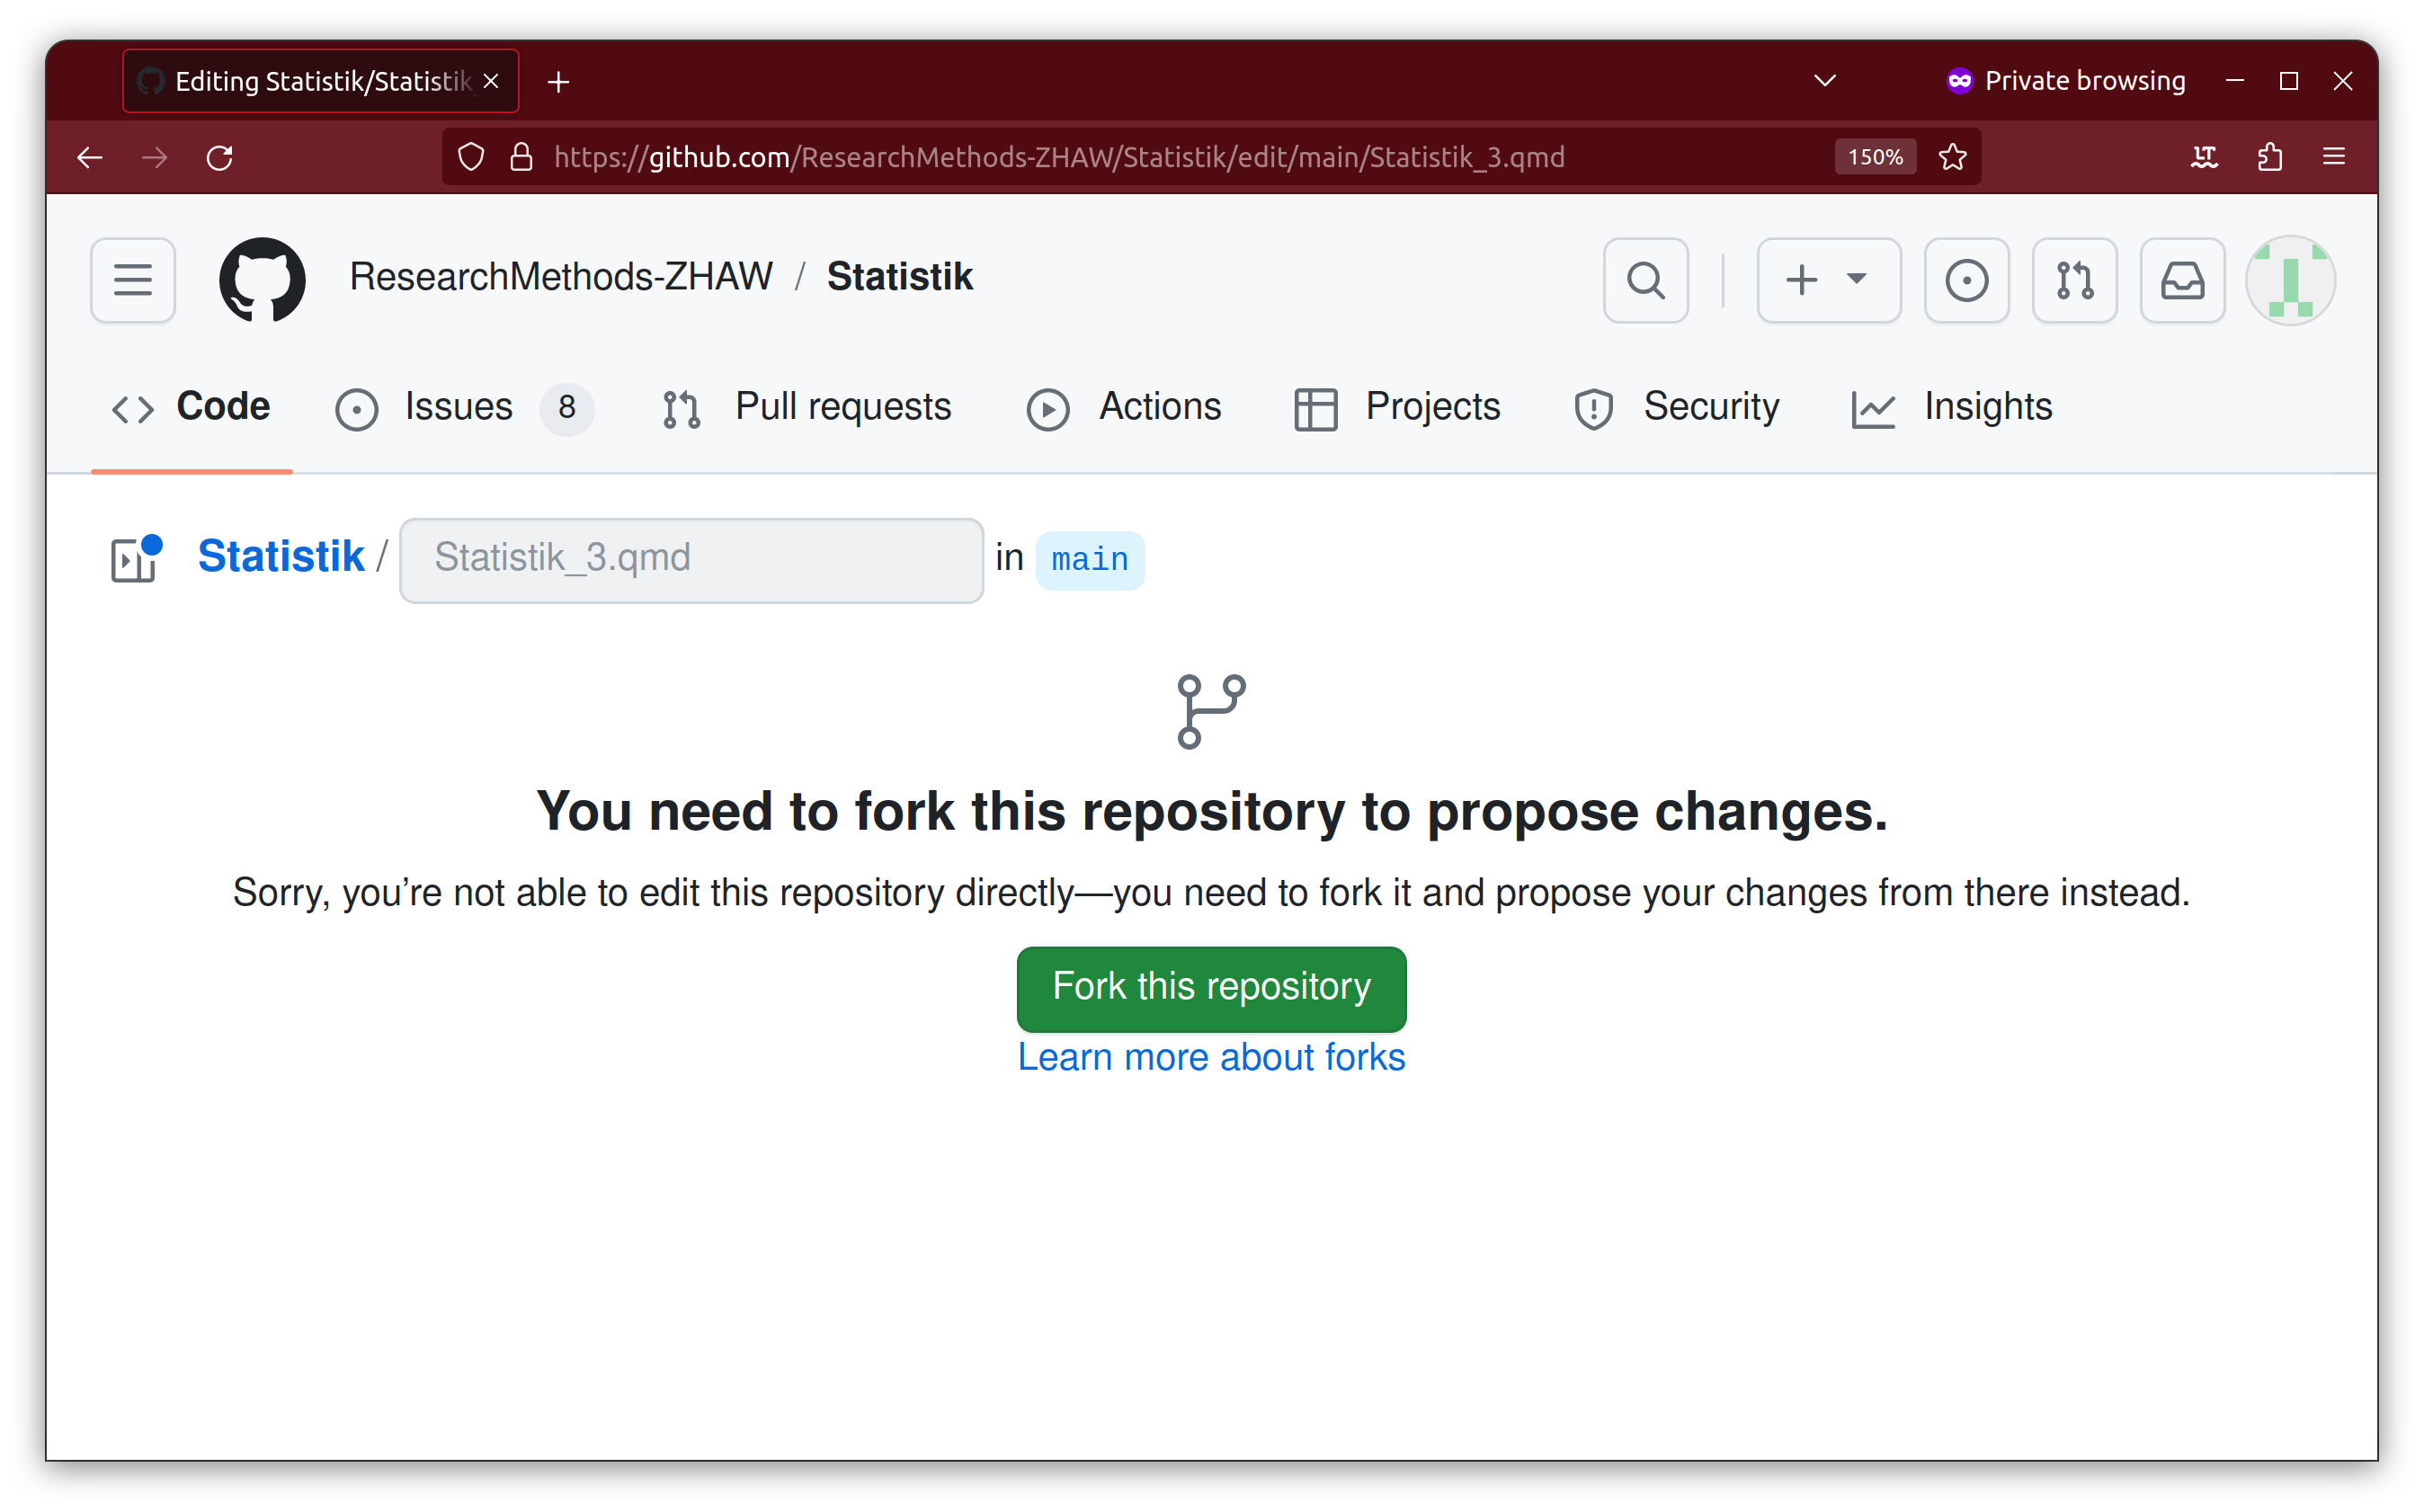 Editing Statistik/Statistik
Private browsing
https://github.com/ResearchMethods-ZHAW/Statistik/edit/main/Statistik_3.qmd
150%
LT
ResearchMethods-ZHAW / Statistik
Code Issues 8 Pull requests Actions Projects Security Insights
Statistik / Statistik_3.qmd in main
You need to fork this repository to propose changes.
Sorry, you’re not able to edit this repository directly—you need to fork it and propose your changes from there instead.
Fork this repository
Learn more about forks